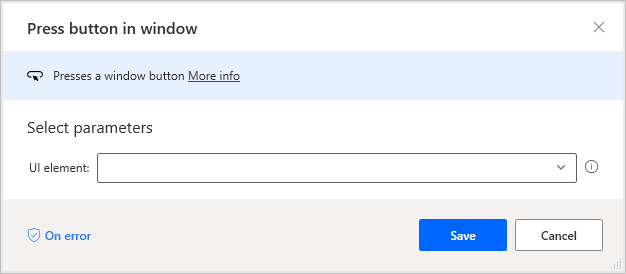 Press button in window
Presses a window button More info
Select parameters
UI element:
On error
Save
Cancel